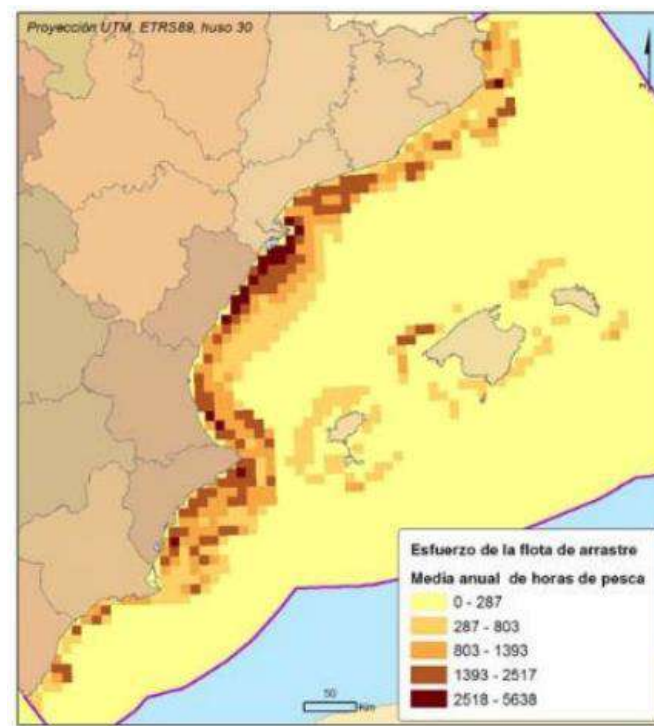 Proyección UTM, ETRS89, huso 30
Esfuerzo de la flota de arrastre
Media anual de horas de pesca
0 - 287
287 - 803
803 - 1393
1393 - 2517
2518 - 5638
50
Km